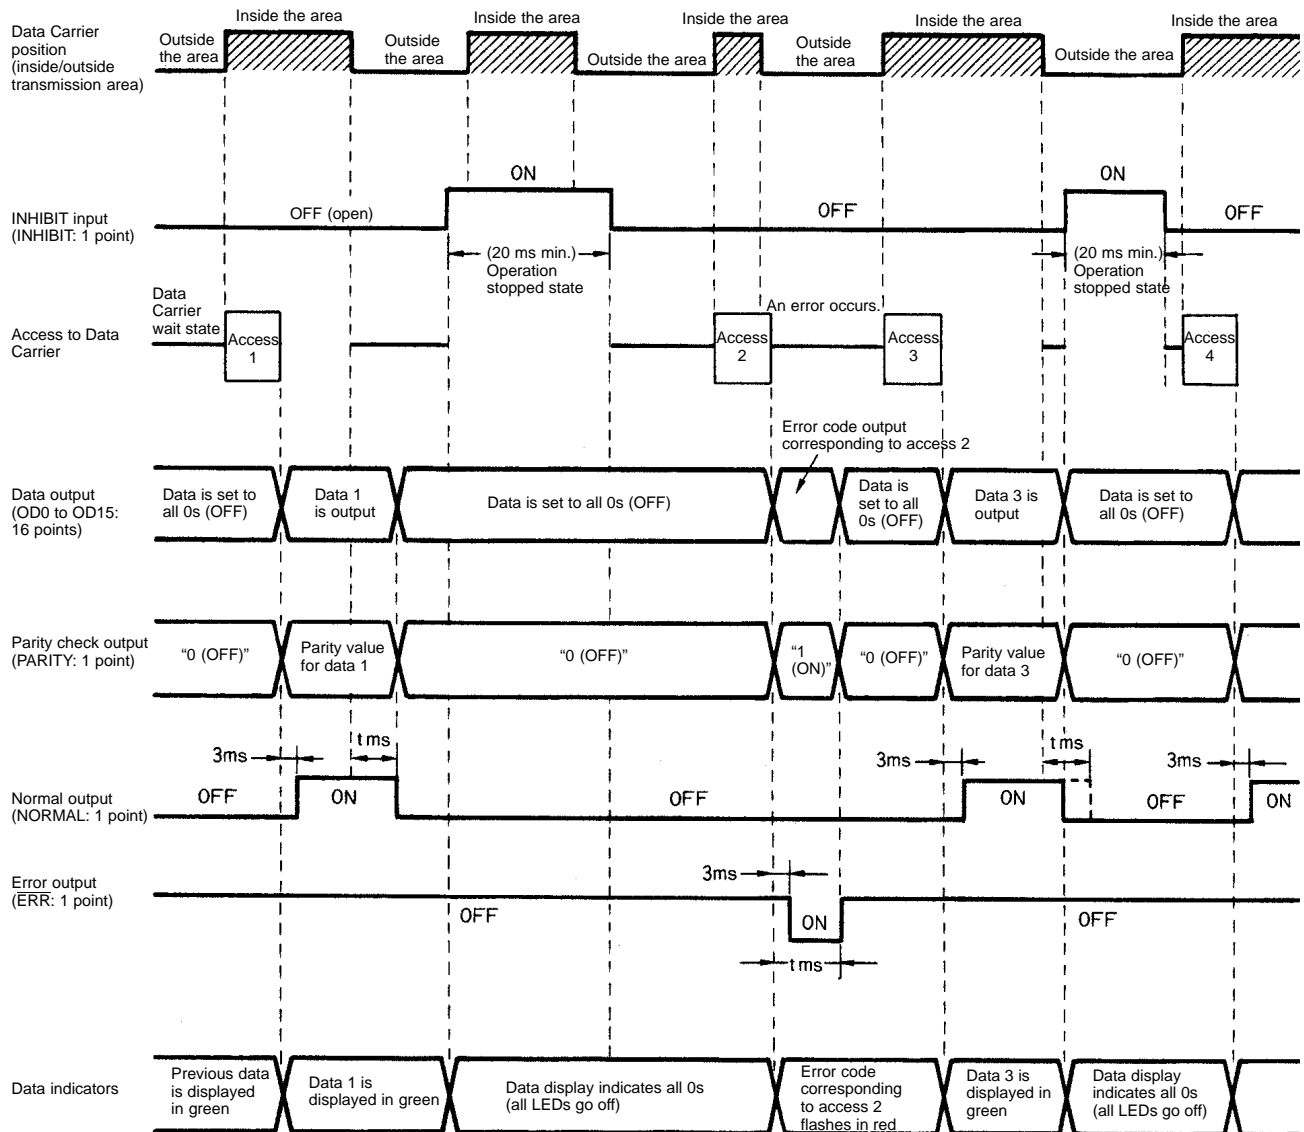 Data Carrier
position
(inside/outside
transmission area)
Outside
the area
Inside the area
Outside
the area
Inside the area
Outside the area
Inside the area
Outside
the area
Inside the area
Outside the area
Inside the area
INHIBIT input
(INHIBIT: 1 point)
OFF (open)
ON
(20 ms min.)
Operation
stopped state
OFF
ON
(20 ms min.)
Operation
stopped state
OFF
Access to Data
Carrier
Data
Carrier
wait state
Access
1
Access
2
An error occurs.
Access
3
Access
4
Error code output
corresponding to access 2
Data output
(OD0 to OD15:
16 points)
Data is set to
all 0s (OFF)
Data 1
is output
Data is set to all 0s (OFF)
Data is
set to all
0s (OFF)
Data 3 is
output
Data is set to
all 0s (OFF)
Parity check output
(PARITY: 1 point)
“0 (OFF)”
Parity value
for data 1
“0 (OFF)”
“1
(ON)”
“0 (OFF)”
Parity value
for data 3
“0 (OFF)”
Normal output
(NORMAL: 1 point)
OFF
3ms
ON
t ms
OFF
3ms
ON
t ms
OFF
3ms
ON
Error output
(ERR: 1 point)
OFF
3ms
ON
t ms
OFF
Data indicators
Previous data
is displayed
in green
Data 1 is
displayed in green
Data display indicates all 0s
(all LEDs go off)
Error code
corresponding
to access 2
flashes in red
Data 3 is
displayed in
green
Data display
indicates all 0s
(all LEDs go off)